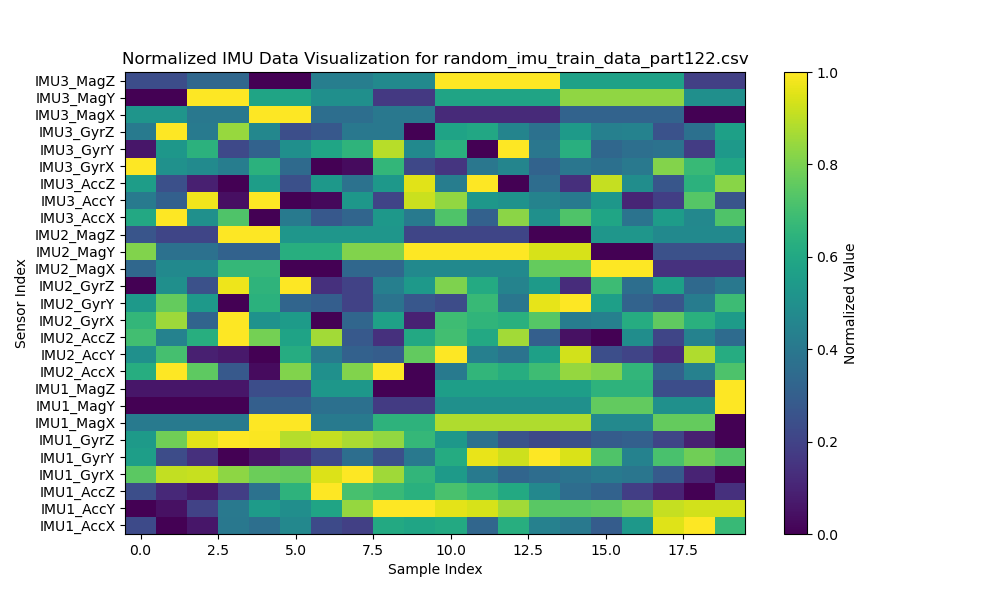 Normalized IMU Data Visualization for random_imu_train_data_part122.csv
IMU3_MagZ
IMU3_MagY
IMU3_MagX
IMU3_GyrZ
IMU3_GyrY
IMU3_GyrX
IMU3_AccZ
IMU3_AccY
IMU3_AccX
IMU2_MagZ
IMU2_MagY
IMU2_MagX
IMU2_GyrZ
IMU2_GyrY
IMU2_GyrX
IMU2_AccZ
IMU2_AccY
IMU2_AccX
IMU1_MagZ
IMU1_MagY
IMU1_MagX
IMU1_GyrZ
IMU1_GyrY
IMU1_GyrX
IMU1_AccZ
IMU1_AccY
IMU1_AccX
Sensor Index
0.0 2.5 5.0 7.5 10.0 12.5 15.0 17.5
Sample Index
1.0
0.8
0.6
0.4
0.2
0.0
Normalized Value